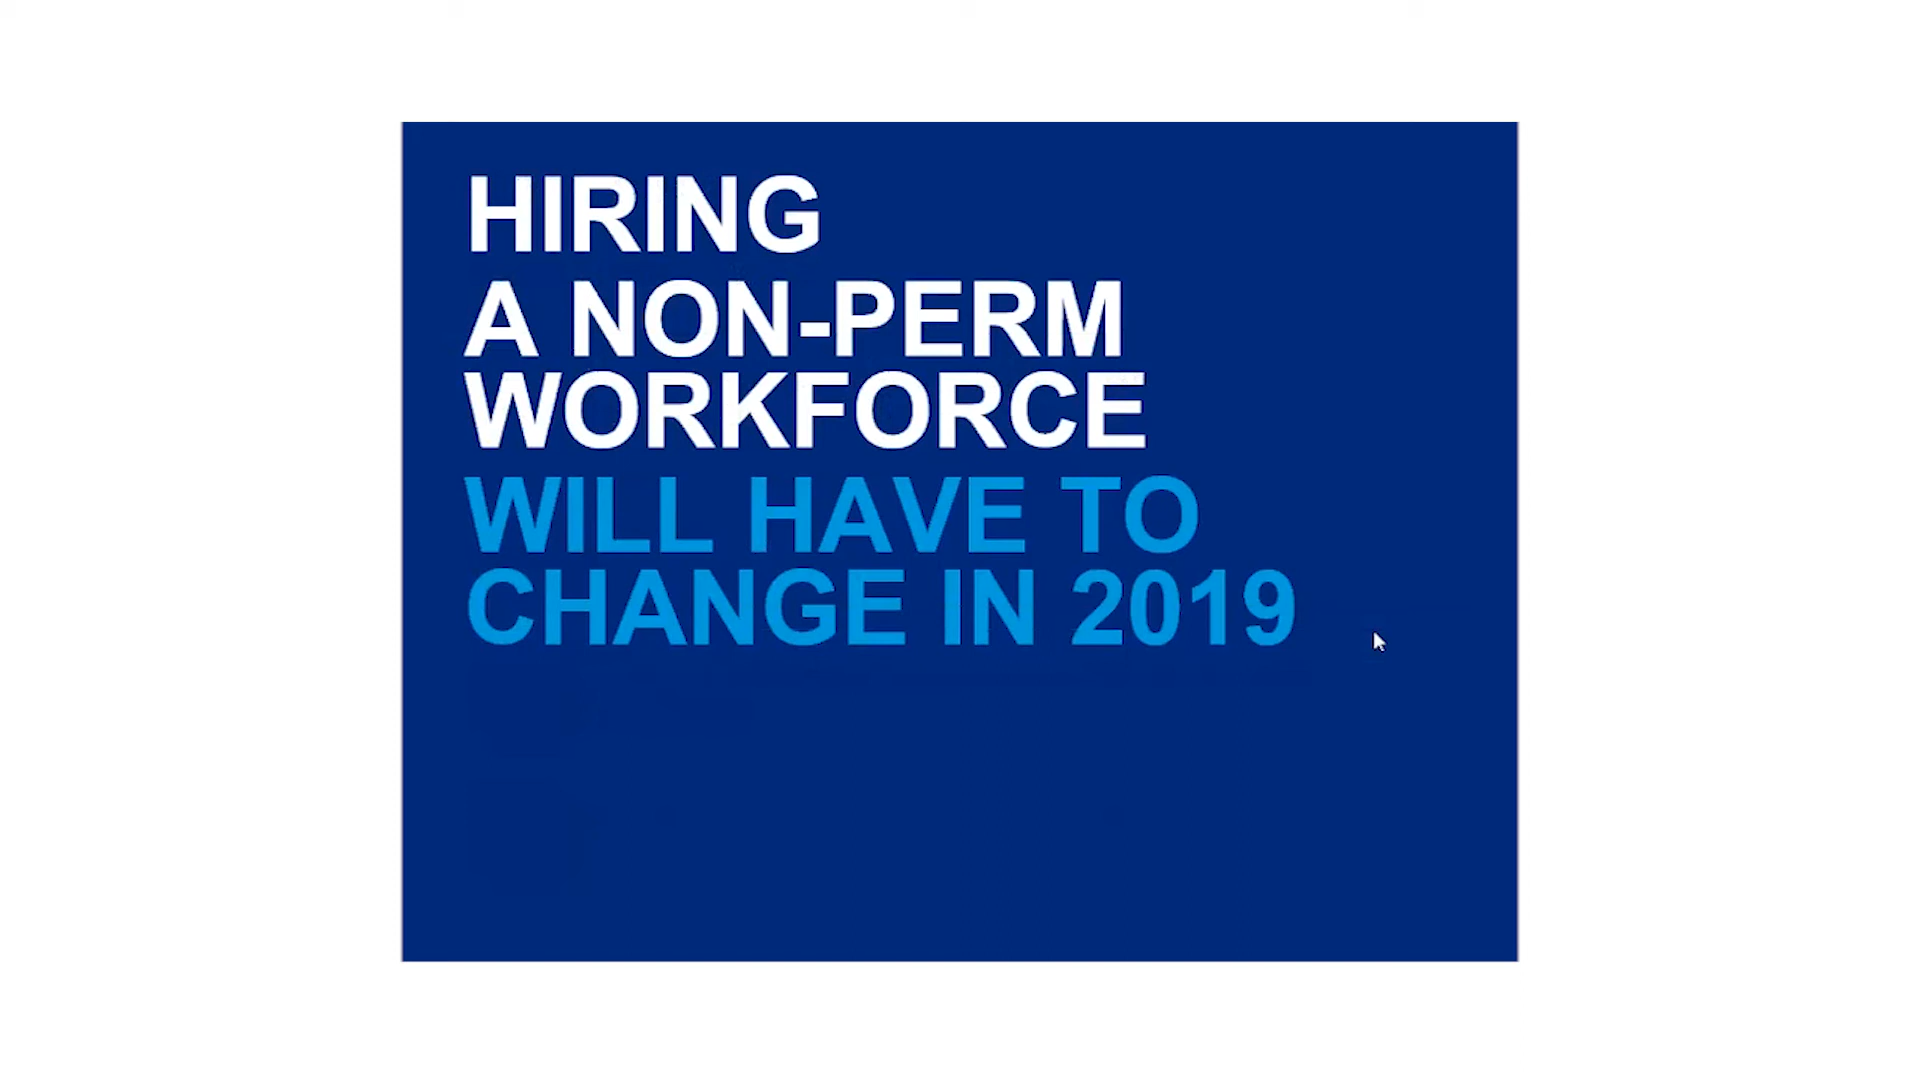 HIRING
A NON-PERM
WORKFORCE
WILL HAVE TO
CHANGE IN 2019